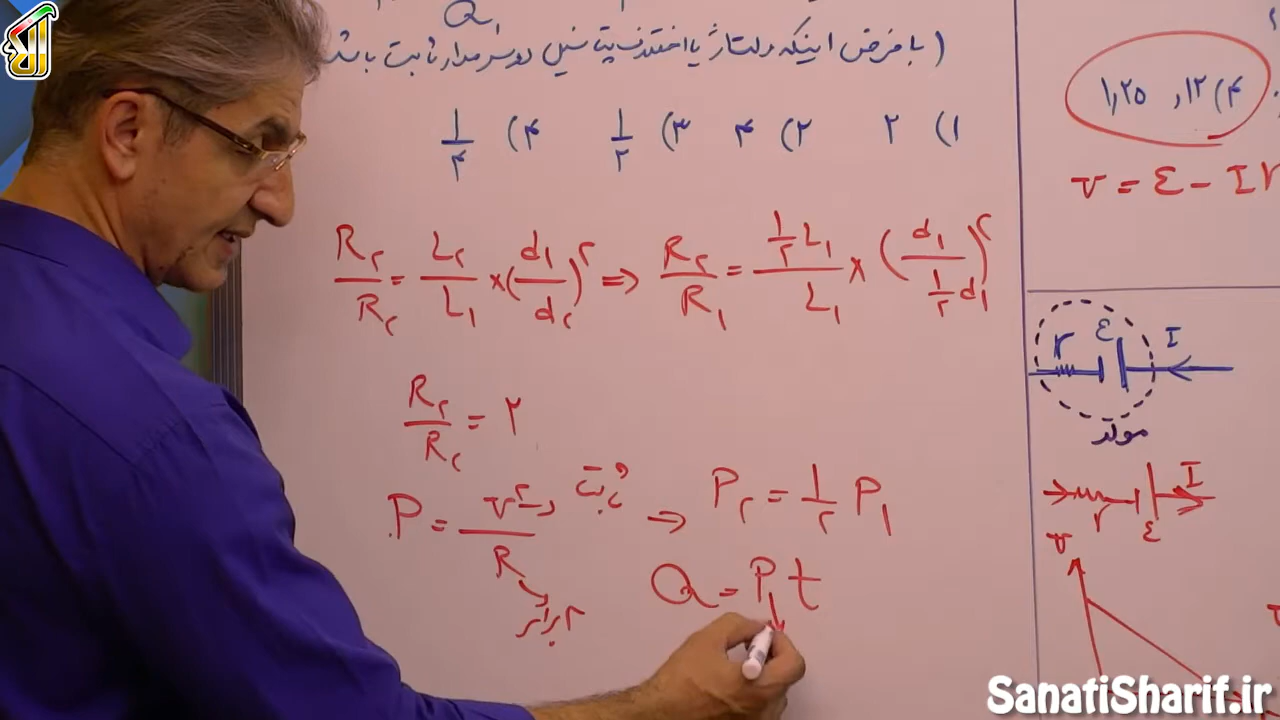 Q₁
( با فرض اینکه ولتاژ یا اختلاف پتانسیل دو سر مدار ثابت باشد
۱) ۲ ۲) ۴ ۳) ۱/۲ ۴) ۱/۴
R₂/R₁ = L₂/L₁ × (d₁/d₂)² ⇒ R₂/R₁ = ½L₁/L₁ × (d₁/½d₁)²
R₂/R₁ = ۲
P = V²/R → ثابت → P₂ = ½ P₁
۲ برابر
Q = Pt
۴) ۱۲ , ۱,۲۵
V = ε - Ir
r ε I
مولد
I
r ε
V
آلاء
SanatiSharif.ir